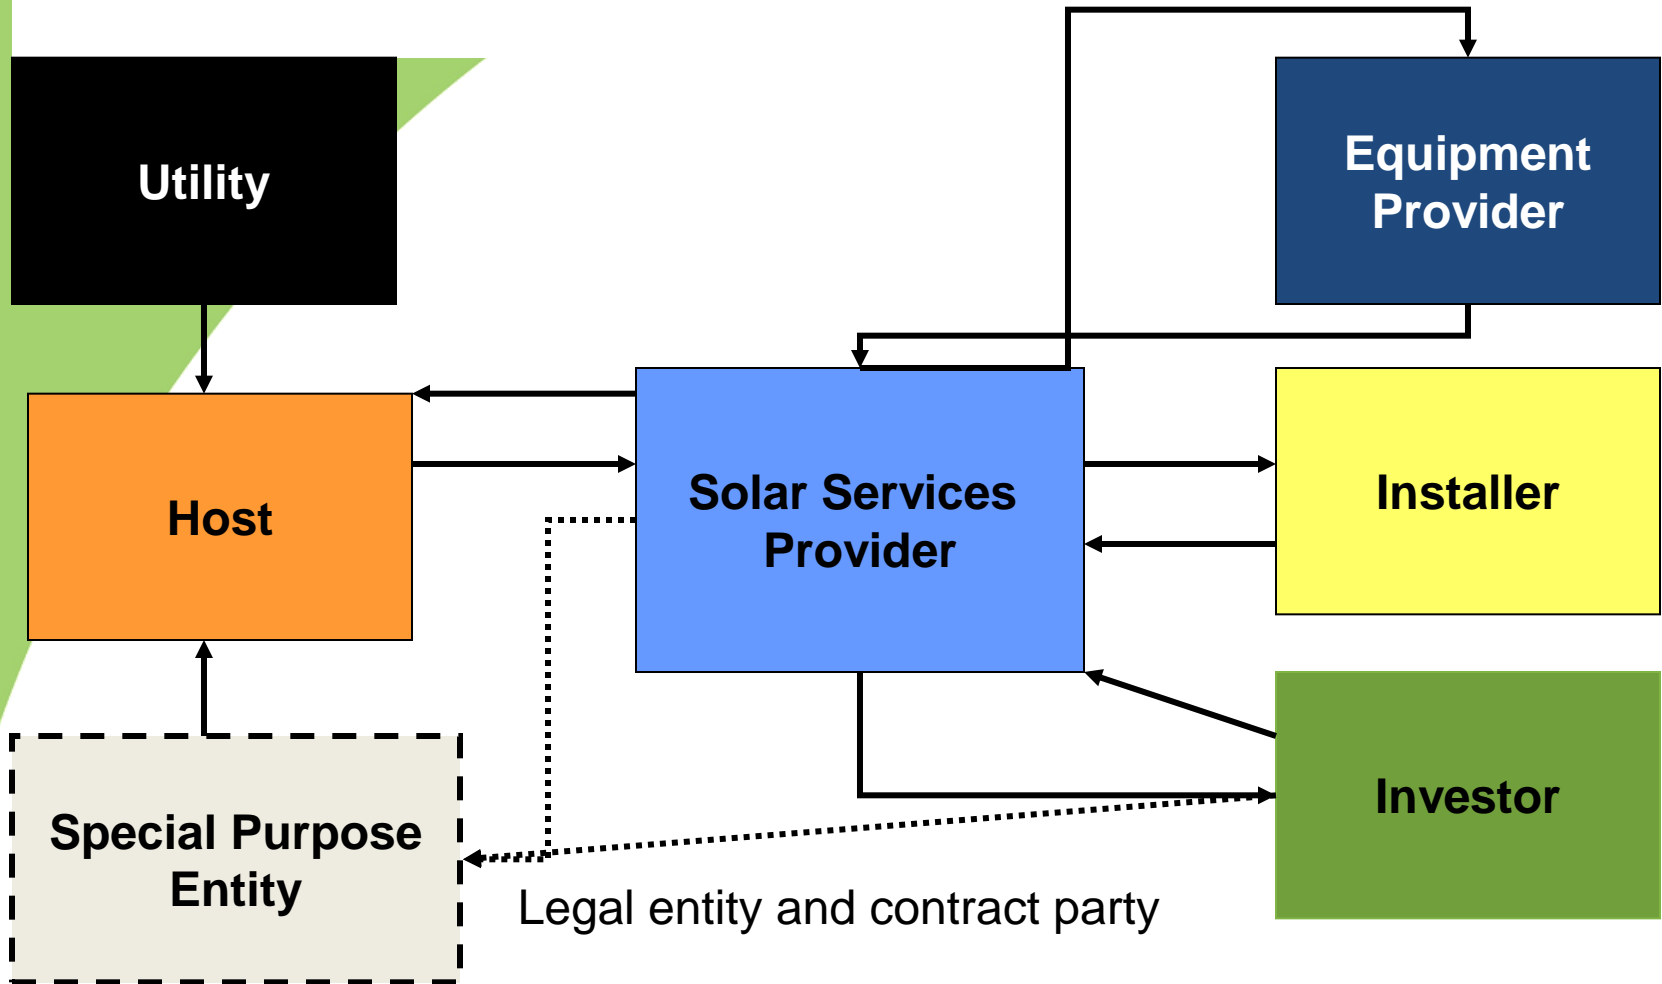 Utility
Equipment
Provider
Host
Solar Services
Provider
Installer
Special Purpose
Entity
Investor
Legal entity and contract party